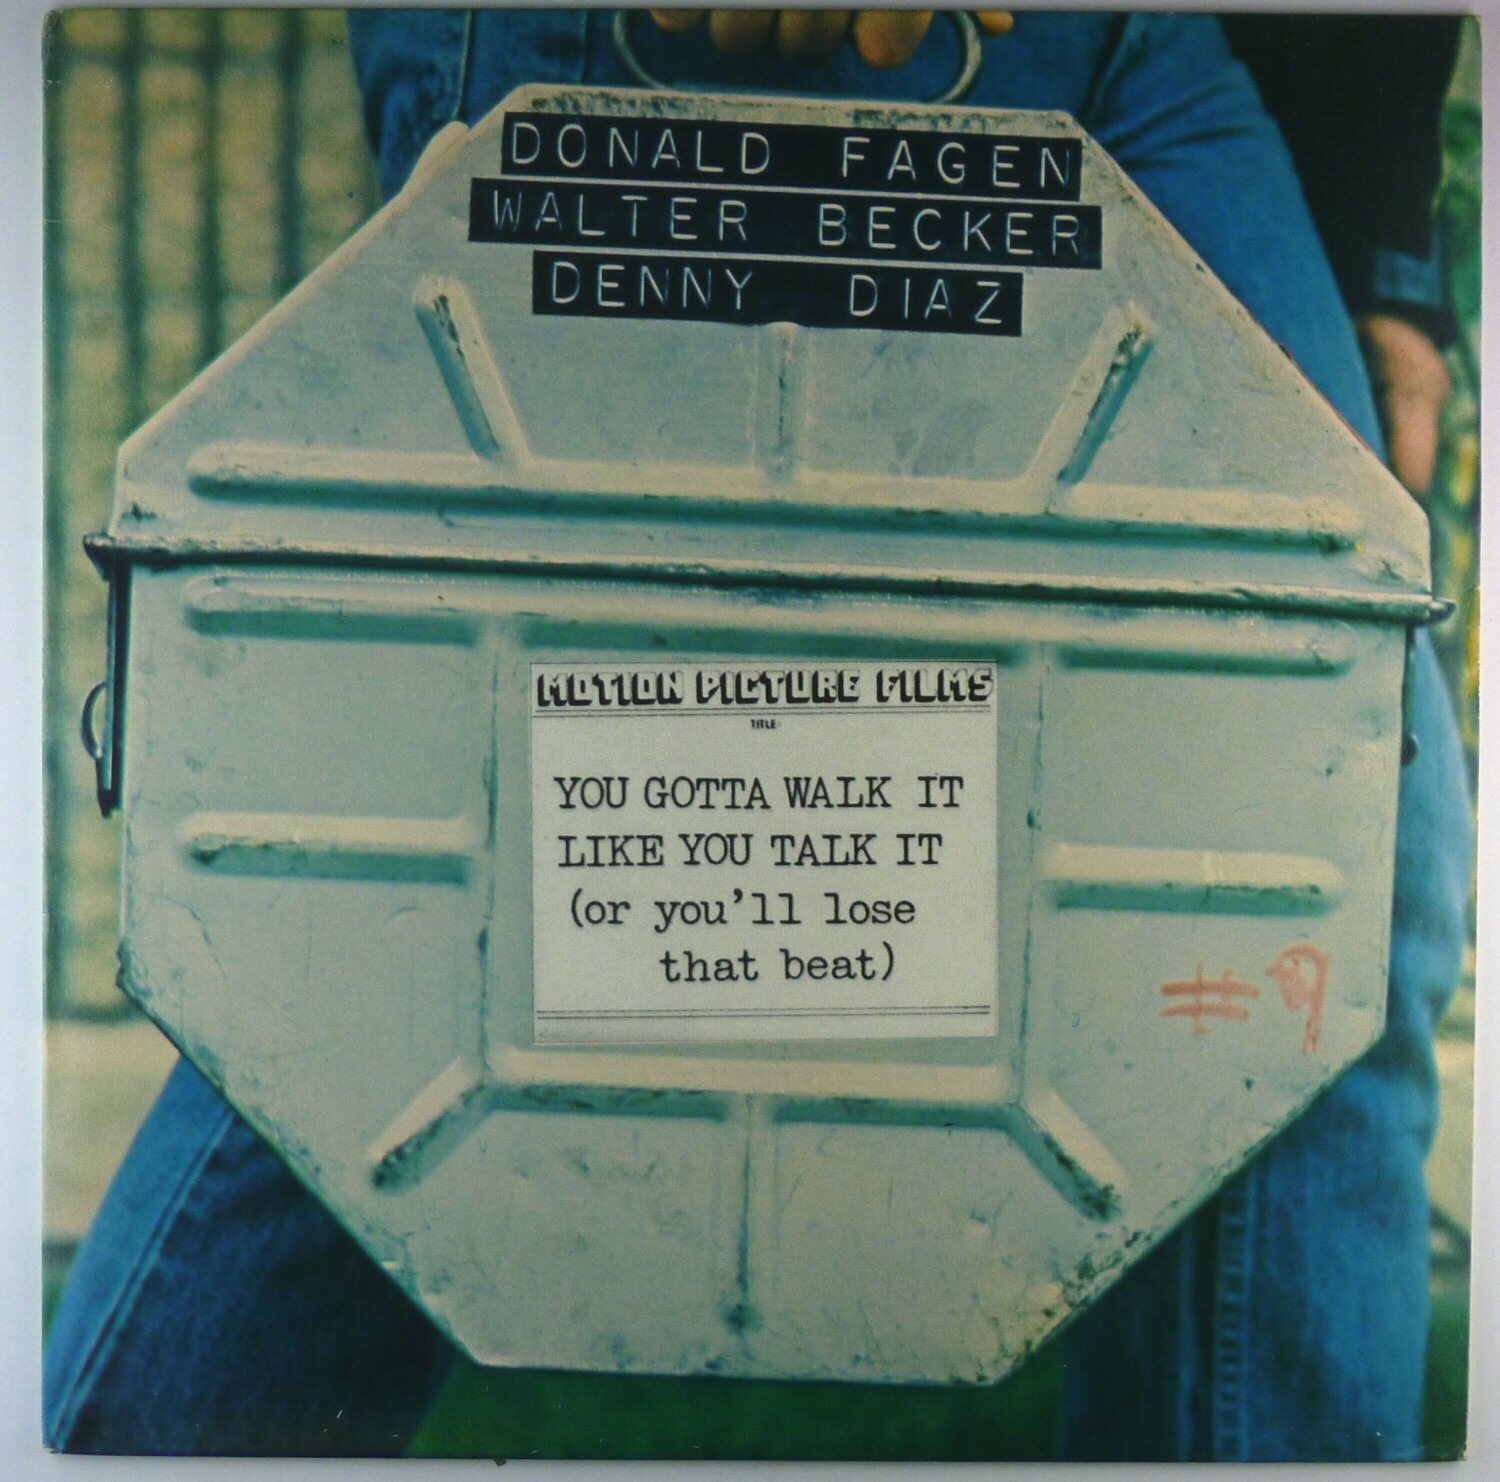 DONALD FAGEN
WALTER BECKER
DENNY DIAZ
MOTION PICTURE FILMS
TITLE:
YOU GOTTA WALK IT
LIKE YOU TALK IT
(or you'll lose
that beat)
#9